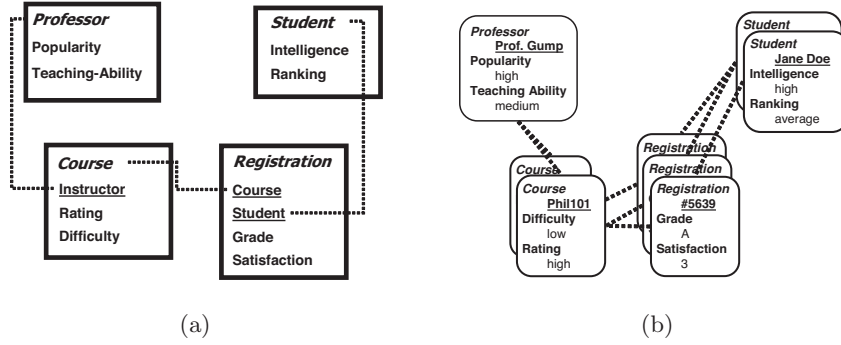 Professor
Popularity
Teaching-Ability
Student
Intelligence
Ranking
Course
Instructor
Rating
Difficulty
Registration
Course
Student
Grade
Satisfaction
(a)
Professor
Prof. Gump
Popularity
high
Teaching Ability
medium
Student
Student
Jane Doe
Intelligence
high
Ranking
average
Course
Course
Phil101
Difficulty
low
Rating
high
Registration
Registration
Registration
#5639
Grade
A
Satisfaction
3
(b)